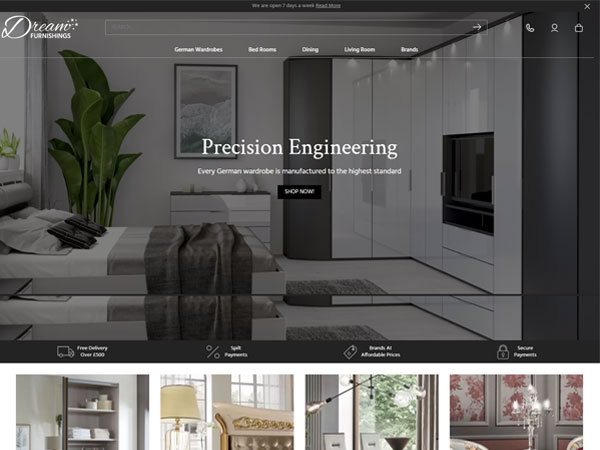 We are open 7 days a week Read More
Dream
FURNISHINGS
German Wardrobes
Bed Rooms
Dining
Living Room
Brands
Precision Engineering
Every German wardrobe is manufactured to the highest standard
SHOP NOW!
Free Delivery
Over £500
Spilt
Payments
Brands At
Affordable Prices
Secure
Payments